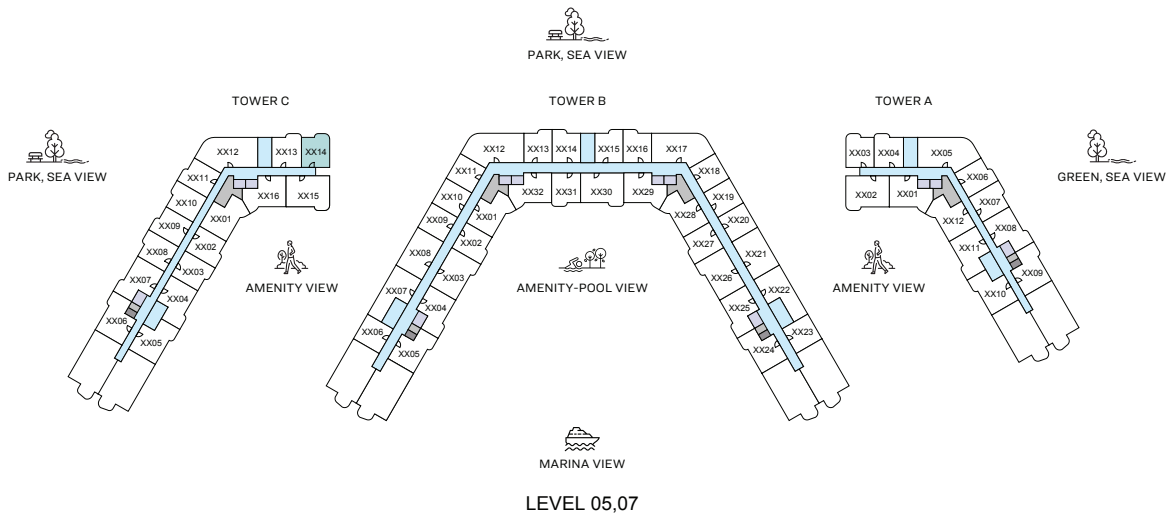 PARK, SEA VIEW
TOWER C
TOWER B
TOWER A
PARK, SEA VIEW
GREEN, SEA VIEW
XX12
XX13
XX14
XX11
XX10
XX09
XX08
XX07
XX06
XX05
XX04
XX03
XX02
XX01
XX16
XX15
XX12
XX13
XX14
XX15
XX16
XX17
XX11
XX10
XX09
XX08
XX07
XX06
XX05
XX04
XX03
XX02
XX01
XX32
XX31
XX30
XX29
XX28
XX27
XX26
XX25
XX24
XX18
XX19
XX20
XX21
XX22
XX23
XX03
XX04
XX05
XX02
XX01
XX06
XX07
XX08
XX09
XX12
XX11
XX10
AMENITY VIEW
AMENITY-POOL VIEW
AMENITY VIEW
MARINA VIEW
LEVEL 05,07